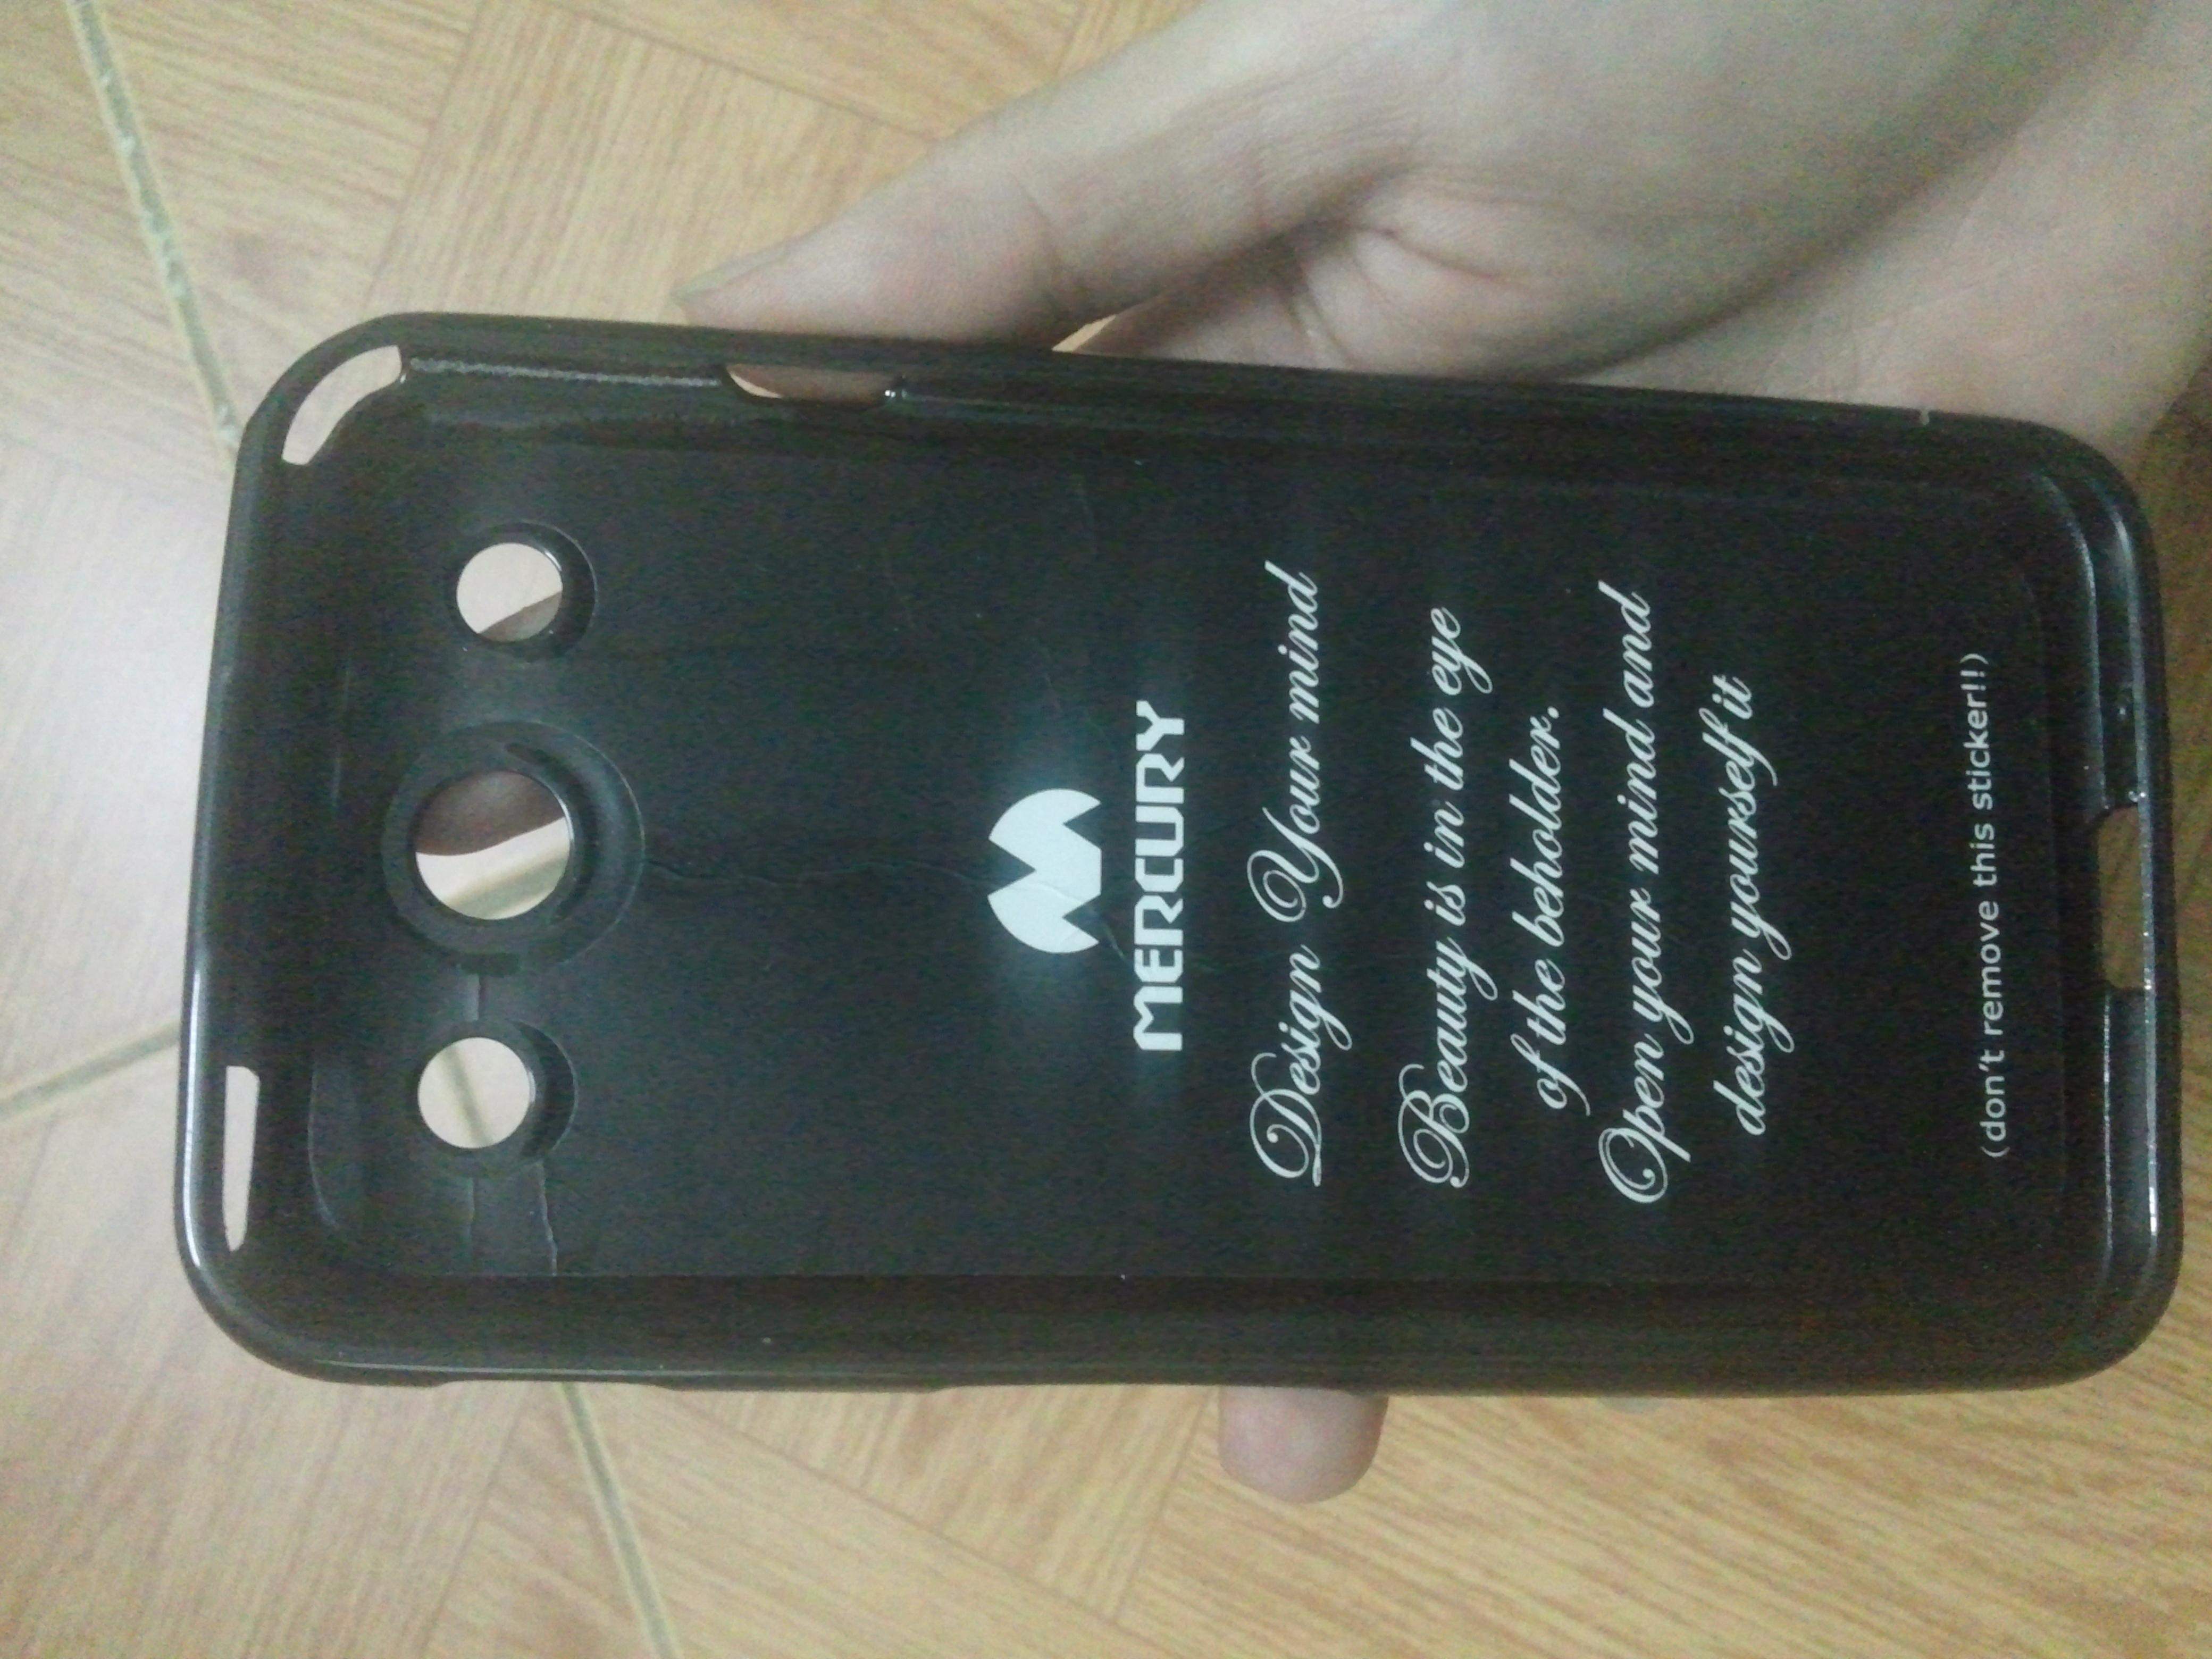 MERCURY
Design Your mind
Beauty is in the eye
of the beholder.
Open your mind and
design yourself it
(don't remove this sticker!!)